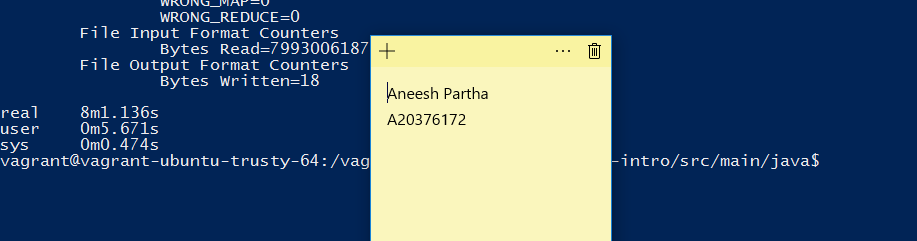 WRONG_MAP=0
WRONG_REDUCE=0
File Input Format Counters
Bytes Read=7993006187
File Output Format Counters
Bytes Written=18
real 8m1.136s
user 0m5.671s
sys 0m0.474s
vagrant@vagrant-ubuntu-trusty-64:/vag -intro/src/main/java$
Aneesh Partha
A20376172